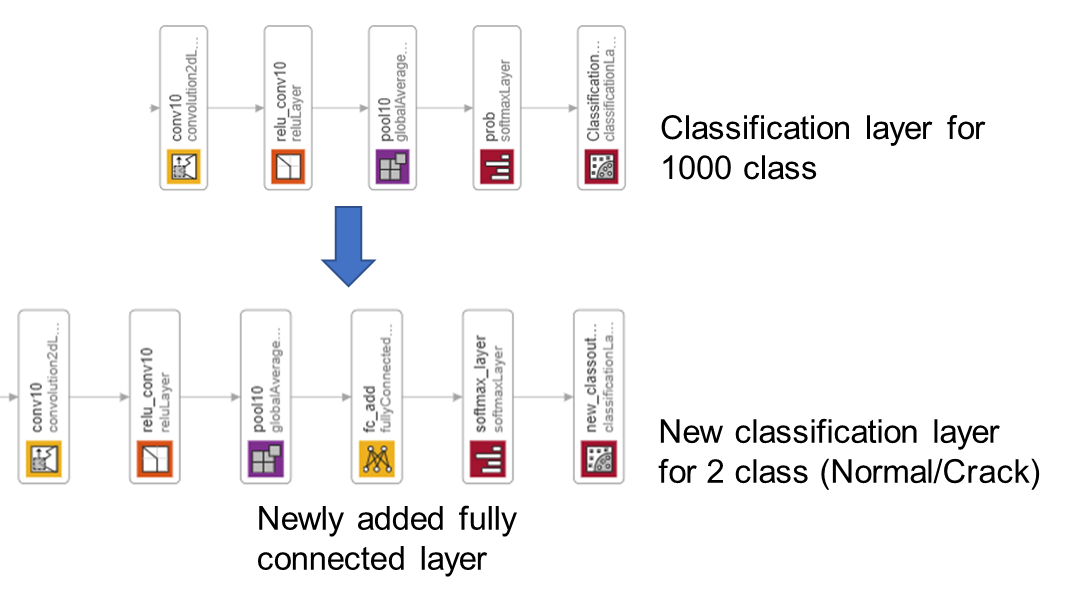 conv10
convolution2dL...
relu_conv10
reluLayer
pool10
globalAverage...
prob
softmaxLayer
Classification...
classificationLa...
Classification layer for
1000 class
conv10
convolution2dL...
relu_conv10
reluLayer
pool10
globalAverage...
fc_add
fullyConnected...
softmax_layer
softmaxLayer
new_classout...
classificationLa...
New classification layer
for 2 class (Normal/Crack)
Newly added fully
connected layer